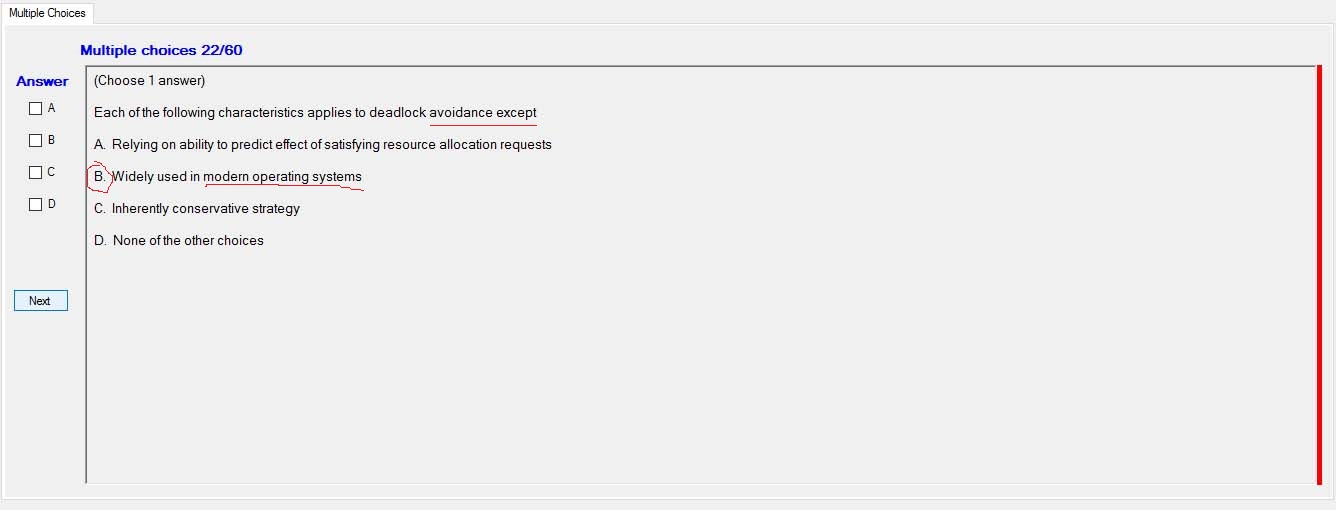 Multiple Choices
Multiple choices 22/60
Answer
(Choose 1 answer)
A
Each of the following characteristics applies to deadlock avoidance except
B
A. Relying on ability to predict effect of satisfying resource allocation requests
C
B. Widely used in modern operating systems
D
C. Inherently conservative strategy
D. None of the other choices
Next